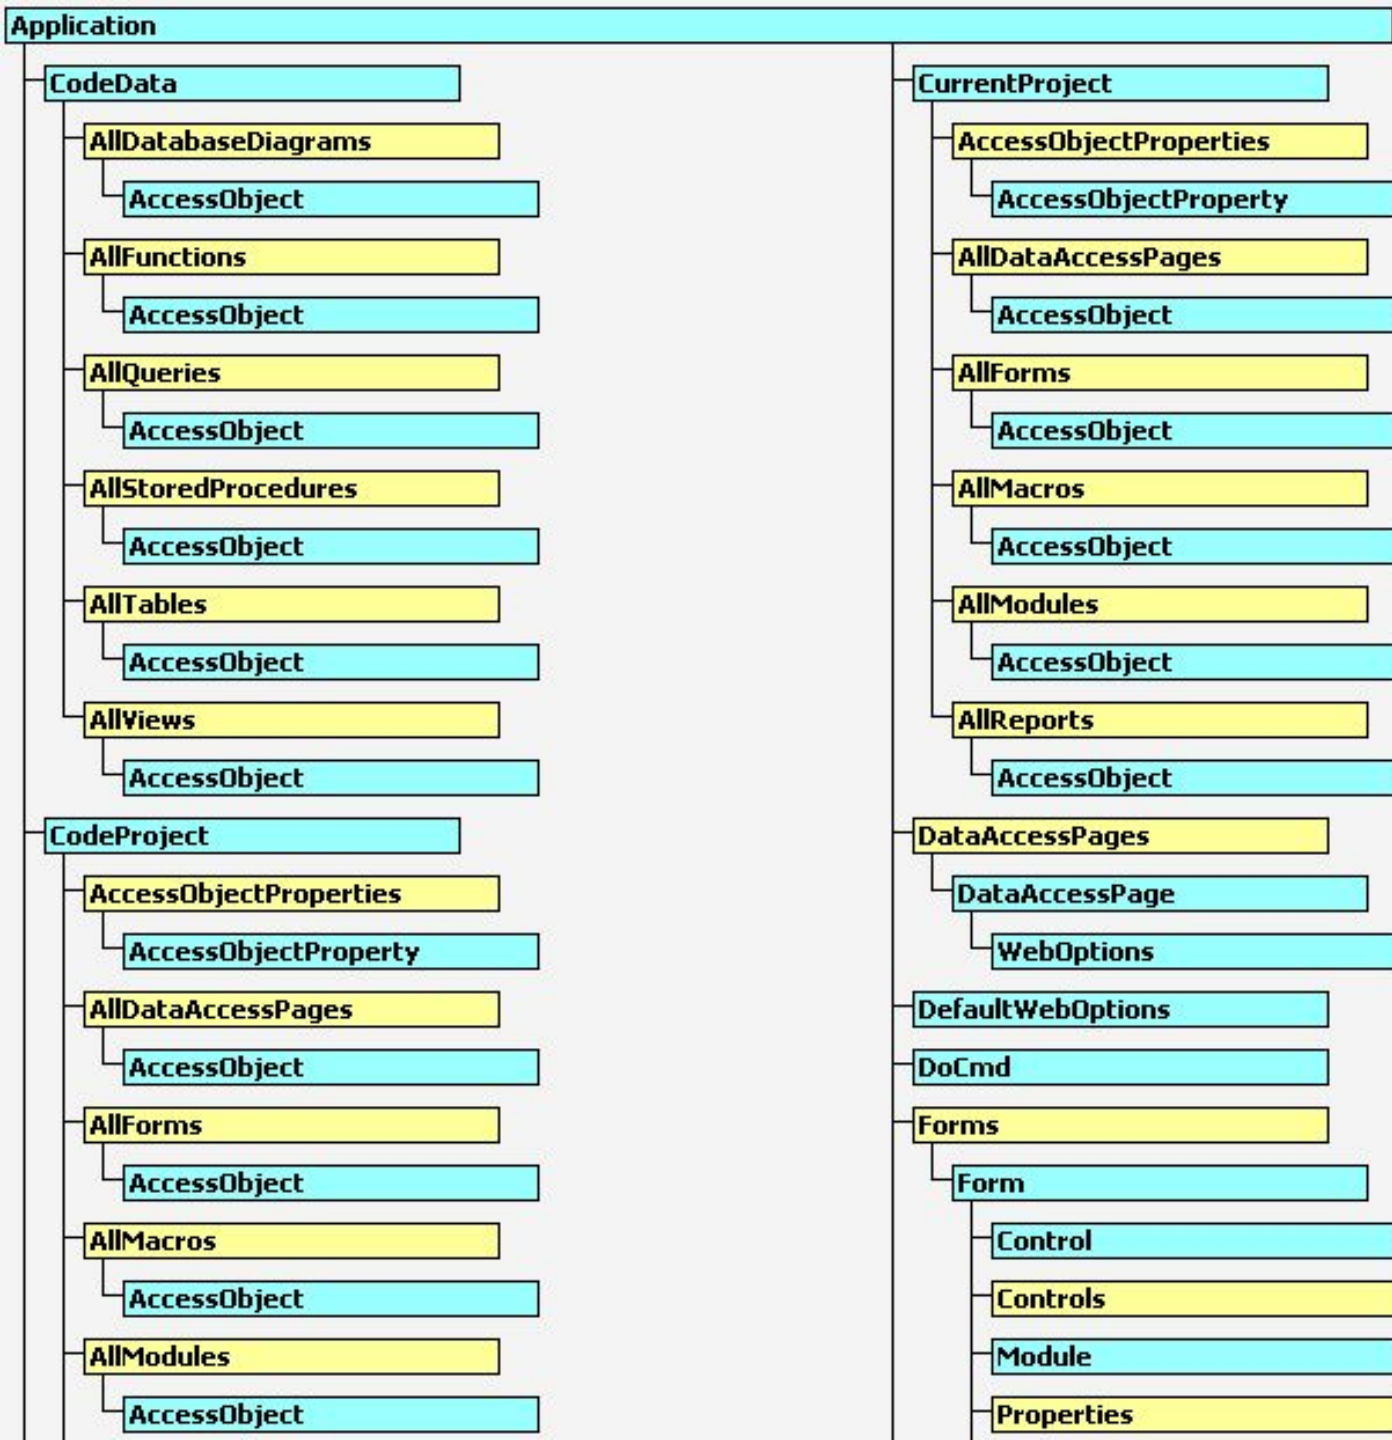 Application
CodeData
AllDatabaseDiagrams
AccessObject
AllFunctions
AccessObject
AllQueries
AccessObject
AllStoredProcedures
AccessObject
AllTables
AccessObject
AllViews
AccessObject
CodeProject
AccessObjectProperties
AccessObjectProperty
AllDataAccessPages
AccessObject
AllForms
AccessObject
AllMacros
AccessObject
AllModules
AccessObject
CurrentProject
AccessObjectProperties
AccessObjectProperty
AllDataAccessPages
AccessObject
AllForms
AccessObject
AllMacros
AccessObject
AllModules
AccessObject
AllReports
AccessObject
DataAccessPages
DataAccessPage
WebOptions
DefaultWebOptions
DoCmd
Forms
Form
Control
Controls
Module
Properties